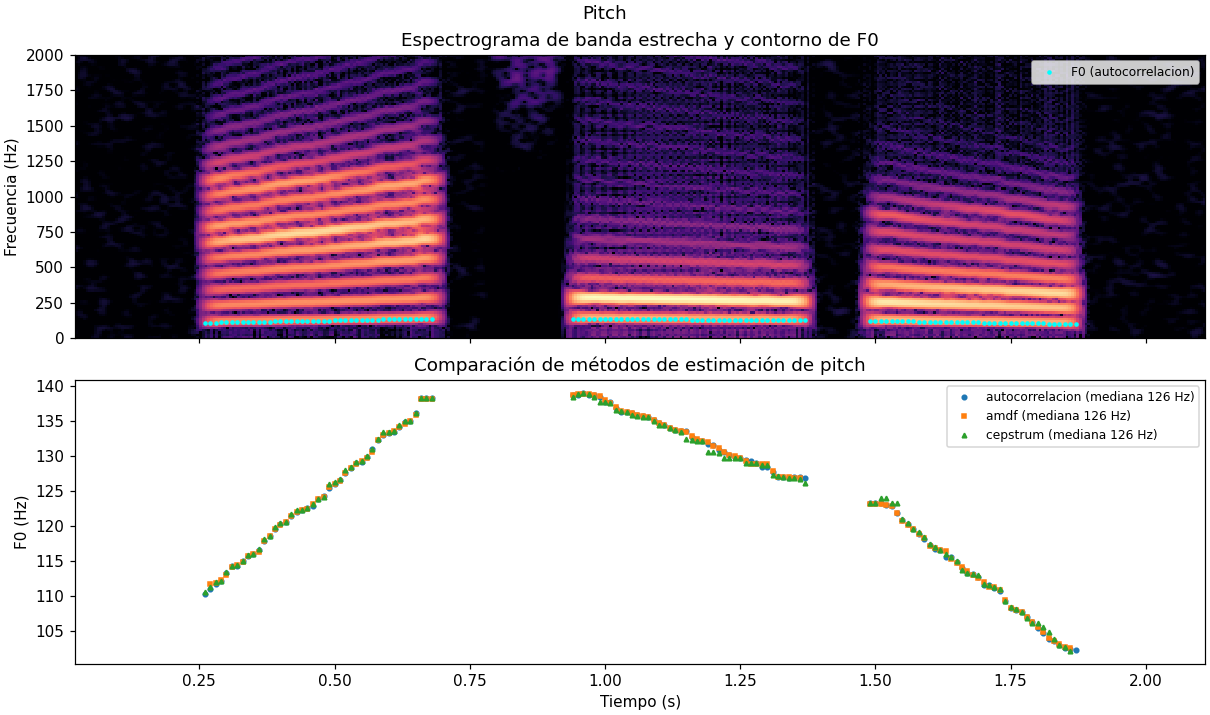 Pitch
Espectrograma de banda estrecha y contorno de F0
Frecuencia (Hz)
2000
1750
1500
1250
1000
750
500
250
0
F0 (autocorrelacion)
Comparación de métodos de estimación de pitch
F0 (Hz)
140
135
130
125
120
115
110
105
autocorrelacion (mediana 126 Hz)
amdf (mediana 126 Hz)
cepstrum (mediana 126 Hz)
0.25 0.50 0.75 1.00 1.25 1.50 1.75 2.00
Tiempo (s)